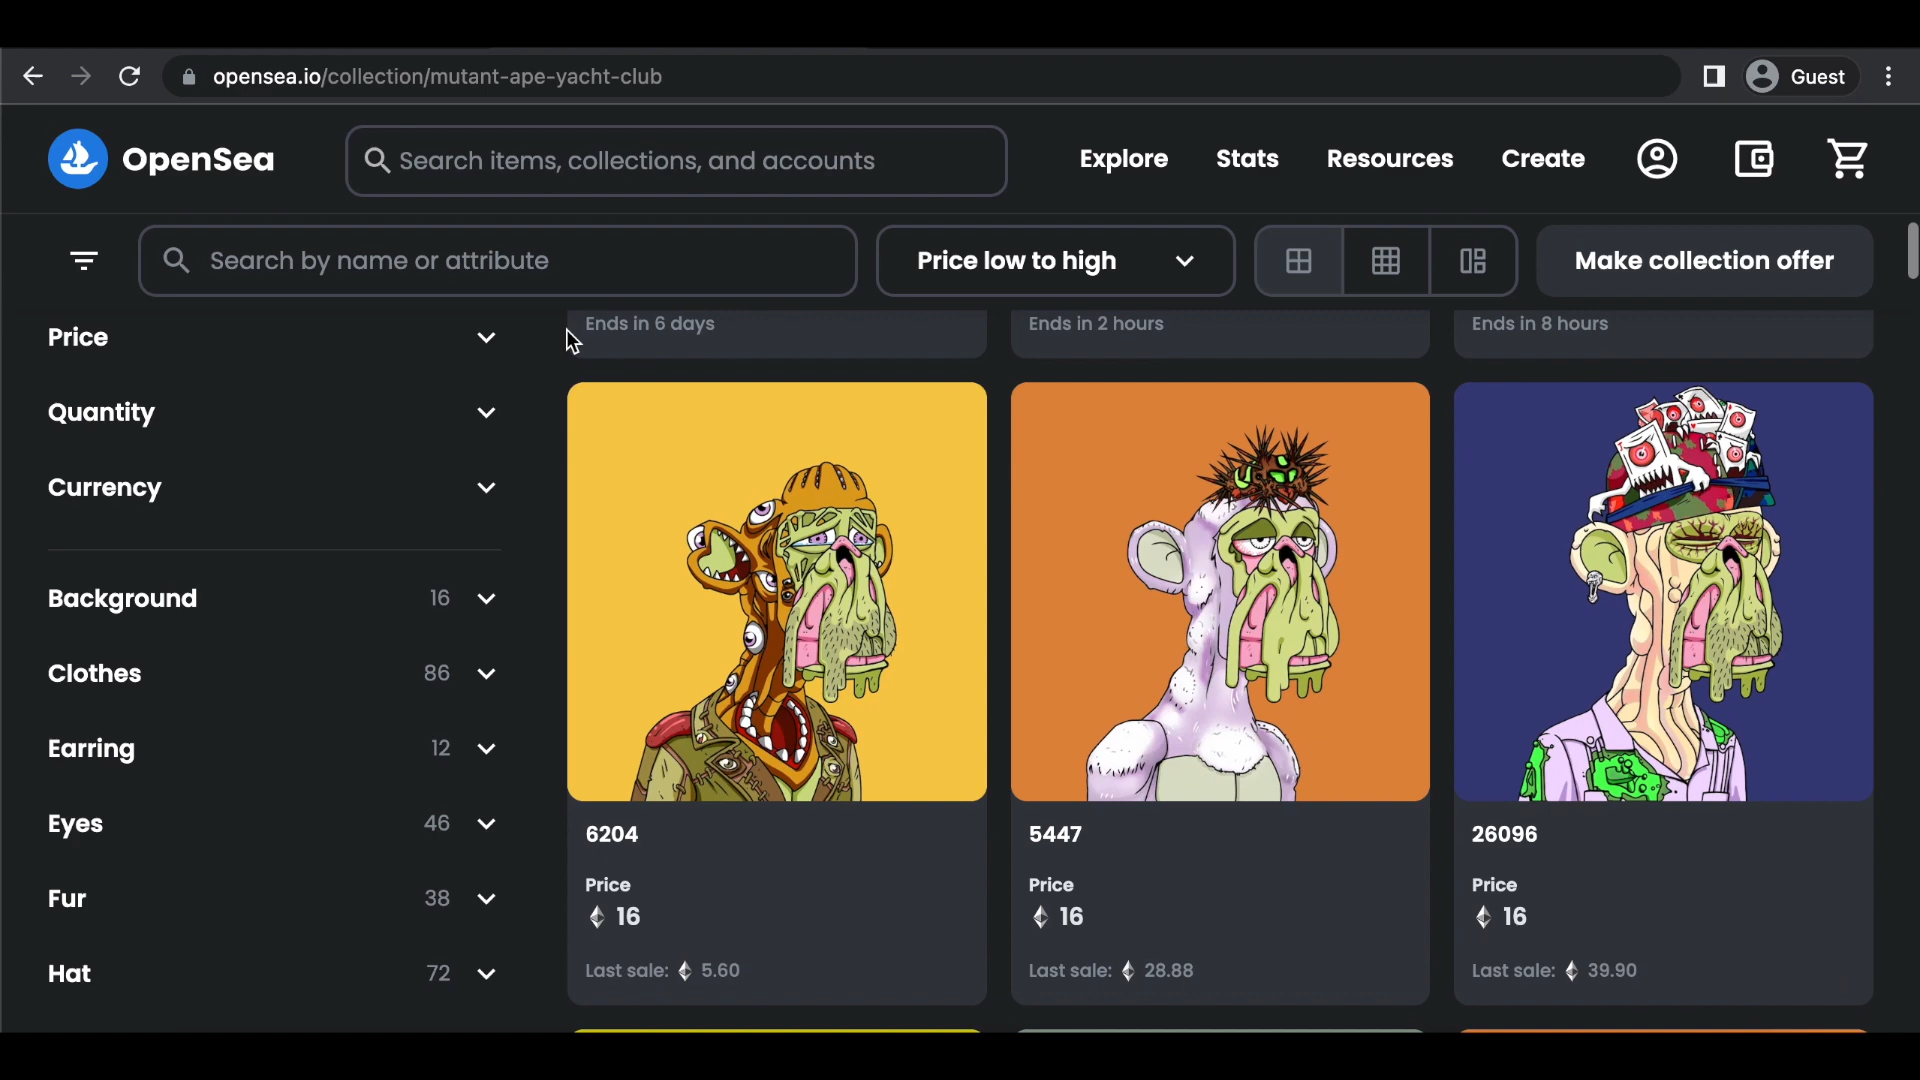 opensea.io/collection/mutant-ape-yacht-club
Guest
OpenSea
Search items, collections, and accounts
Explore
Stats
Resources
Create
Search by name or attribute
Price low to high
Make collection offer
Price
Quantity
Currency
Background 16
Clothes 86
Earring 12
Eyes 46
Fur 38
Hat 72
Ends in 6 days
Ends in 2 hours
Ends in 8 hours
6204
Price
16
Last sale: 5.60
5447
Price
16
Last sale: 28.88
26096
Price
16
Last sale: 39.90